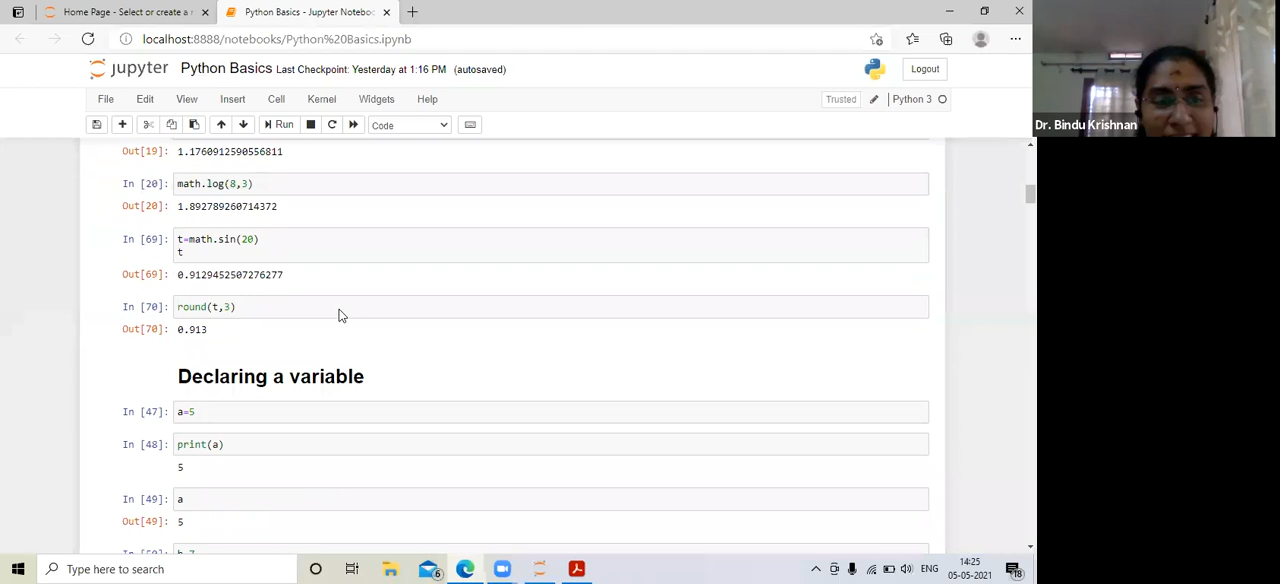 Home Page - Select or create a n
Python Basics - Jupyter Noteboo
localhost:8888/notebooks/Python%20Basics.ipynb
jupyter Python Basics Last Checkpoint: Yesterday at 1:16 PM (autosaved)
Logout
File Edit View Insert Cell Kernel Widgets Help
Trusted Python 3
Run Code
Out[19]: 1.1760912590556811
In [20]: math.log(8,3)
Out[20]: 1.892789260714372
In [69]: t=math.sin(20)
t
Out[69]: 0.9129452507276277
In [70]: round(t,3)
Out[70]: 0.913
Declaring a variable
In [47]: a=5
In [48]: print(a)
5
In [49]: a
Out[49]: 5
Dr. Bindu Krishnan
Type here to search
6
ENG
14:25
05-05-2021
18